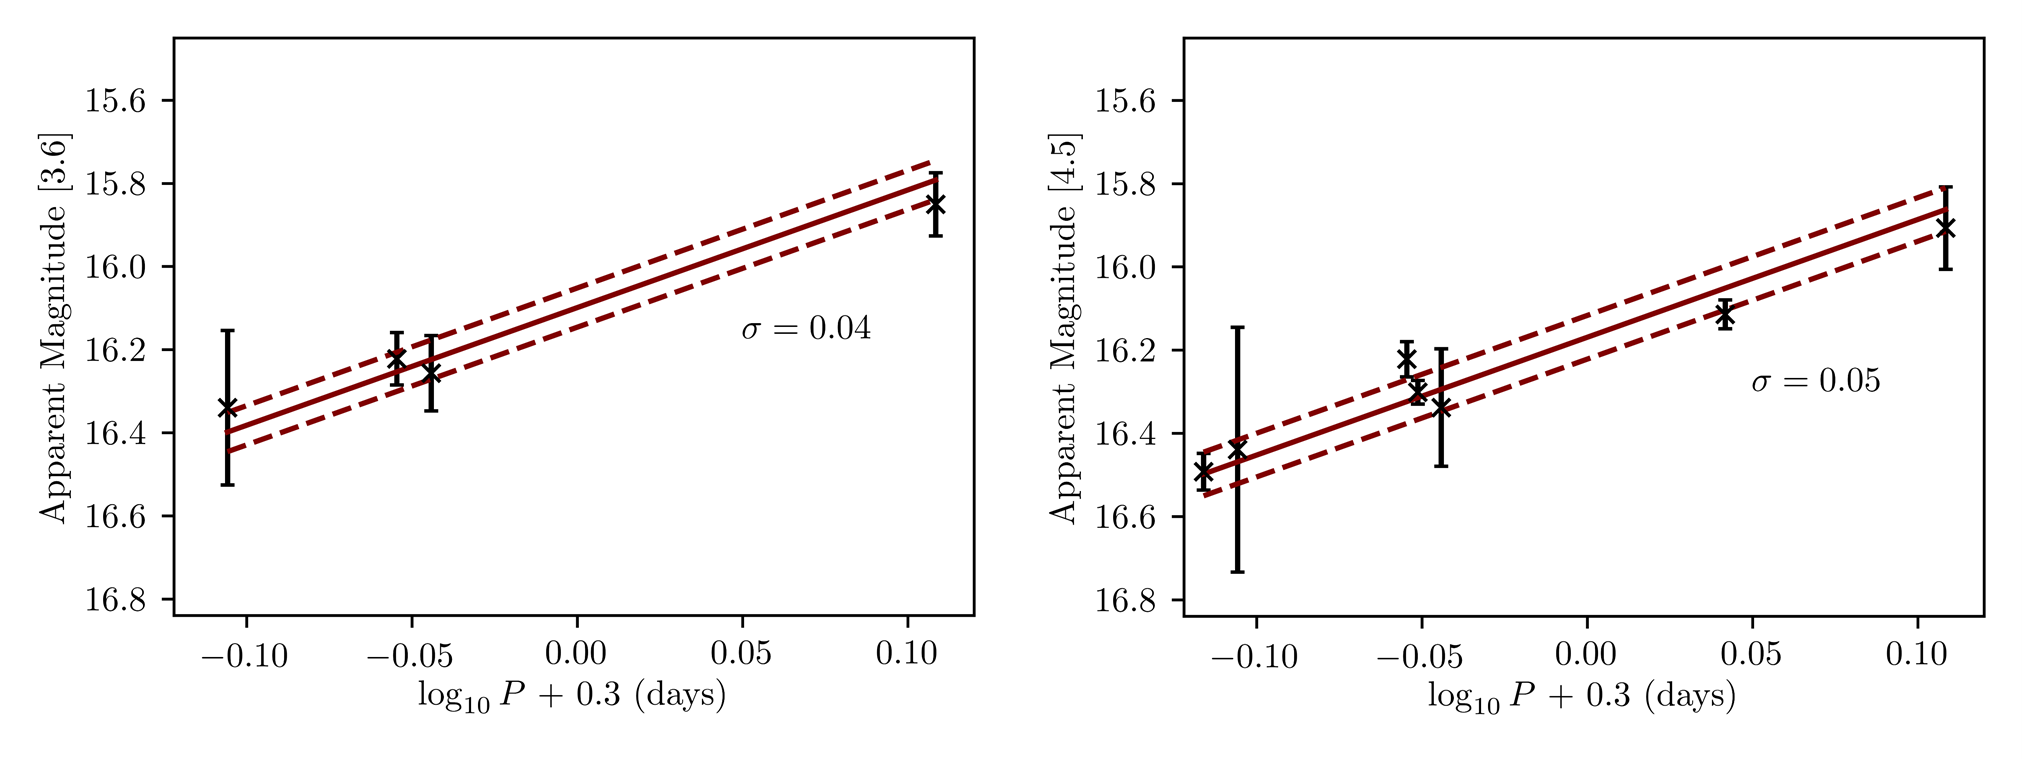 Apparent Magnitude [3.6]
15.6
15.8
16.0
16.2
16.4
16.6
16.8
σ = 0.04
−0.10 −0.05 0.00 0.05 0.10
log₁₀ P + 0.3 (days)
Apparent Magnitude [4.5]
15.6
15.8
16.0
16.2
16.4
16.6
16.8
σ = 0.05
−0.10 −0.05 0.00 0.05 0.10
log₁₀ P + 0.3 (days)